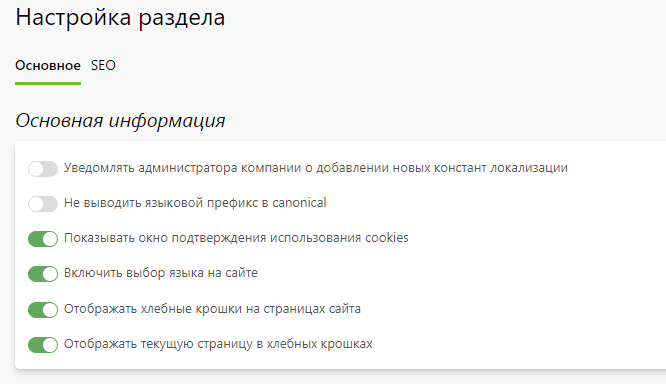 Настройка раздела
Основное SEO
Основная информация
Уведомлять администратора компании о добавлении новых констант локализации
Не выводить языковой префикс в canonical
Показывать окно подтверждения использования cookies
Включить выбор языка на сайте
Отображать хлебные крошки на страницах сайта
Отображать текущую страницу в хлебных крошках